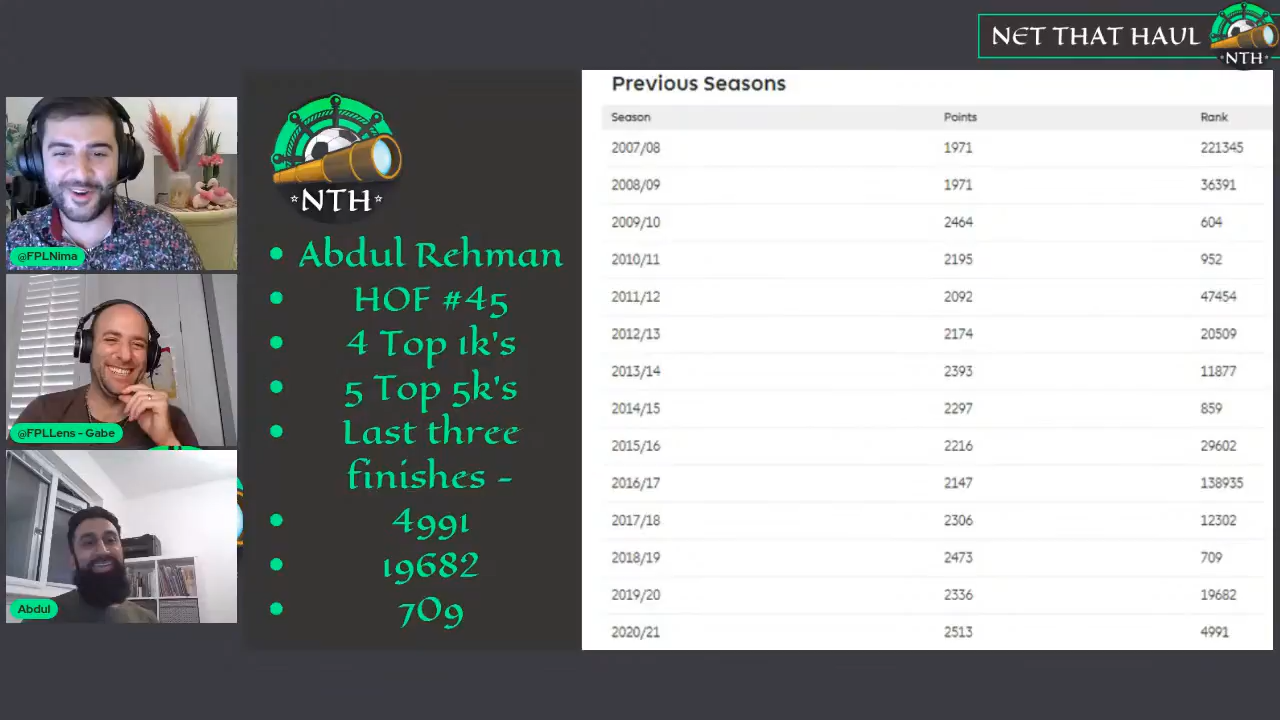 NET THAT HAUL
NTH
@FPLNima
@FPLLens - Gabe
Abdul
NTH
• Abdul Rehman
• HOF #45
• 4 Top 1k's
• 5 Top 5k's
• Last three
finishes -
• 4991
• 19682
• 709
Previous Seasons
Season Points Rank
2007/08 1971 221345
2008/09 1971 36391
2009/10 2464 604
2010/11 2195 952
2011/12 2092 47454
2012/13 2174 20509
2013/14 2393 11877
2014/15 2297 859
2015/16 2216 29602
2016/17 2147 138935
2017/18 2306 12302
2018/19 2473 709
2019/20 2336 19682
2020/21 2513 4991